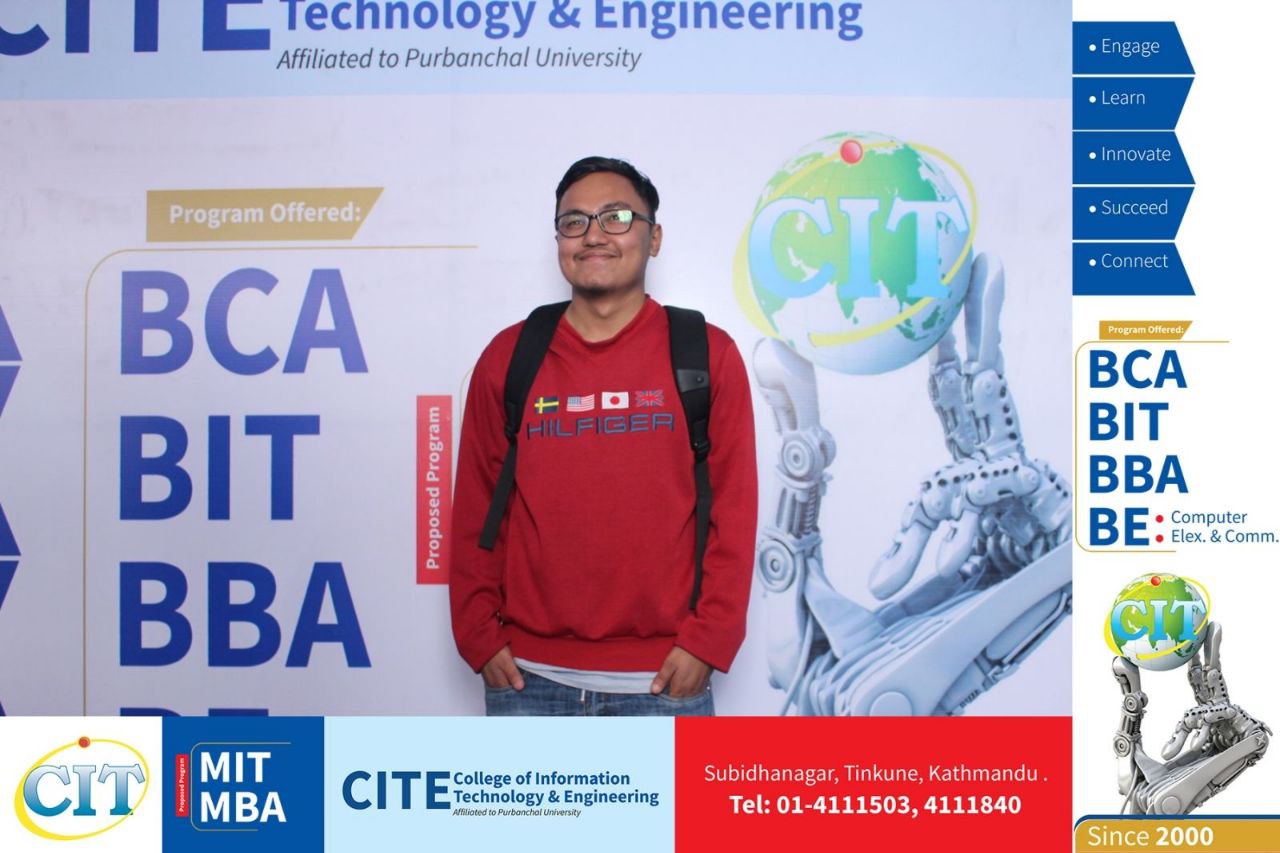 CITE
Technology & Engineering
Affiliated to Purbanchal University
Program Offered:
BCA
BIT
BBA
BE
Proposed Program
CIT
HILFIGER
• Engage
• Learn
• Innovate
• Succeed
• Connect
Program Offered:
BCA
BIT
BBA
BE:
Computer
Elex. & Comm.
CIT
Since 2000
CIT
Proposed Program
MIT
MBA
CITE
College of Information
Technology & Engineering
Affiliated to Purbanchal University
Subidhanagar, Tinkune, Kathmandu .
Tel: 01-4111503, 4111840